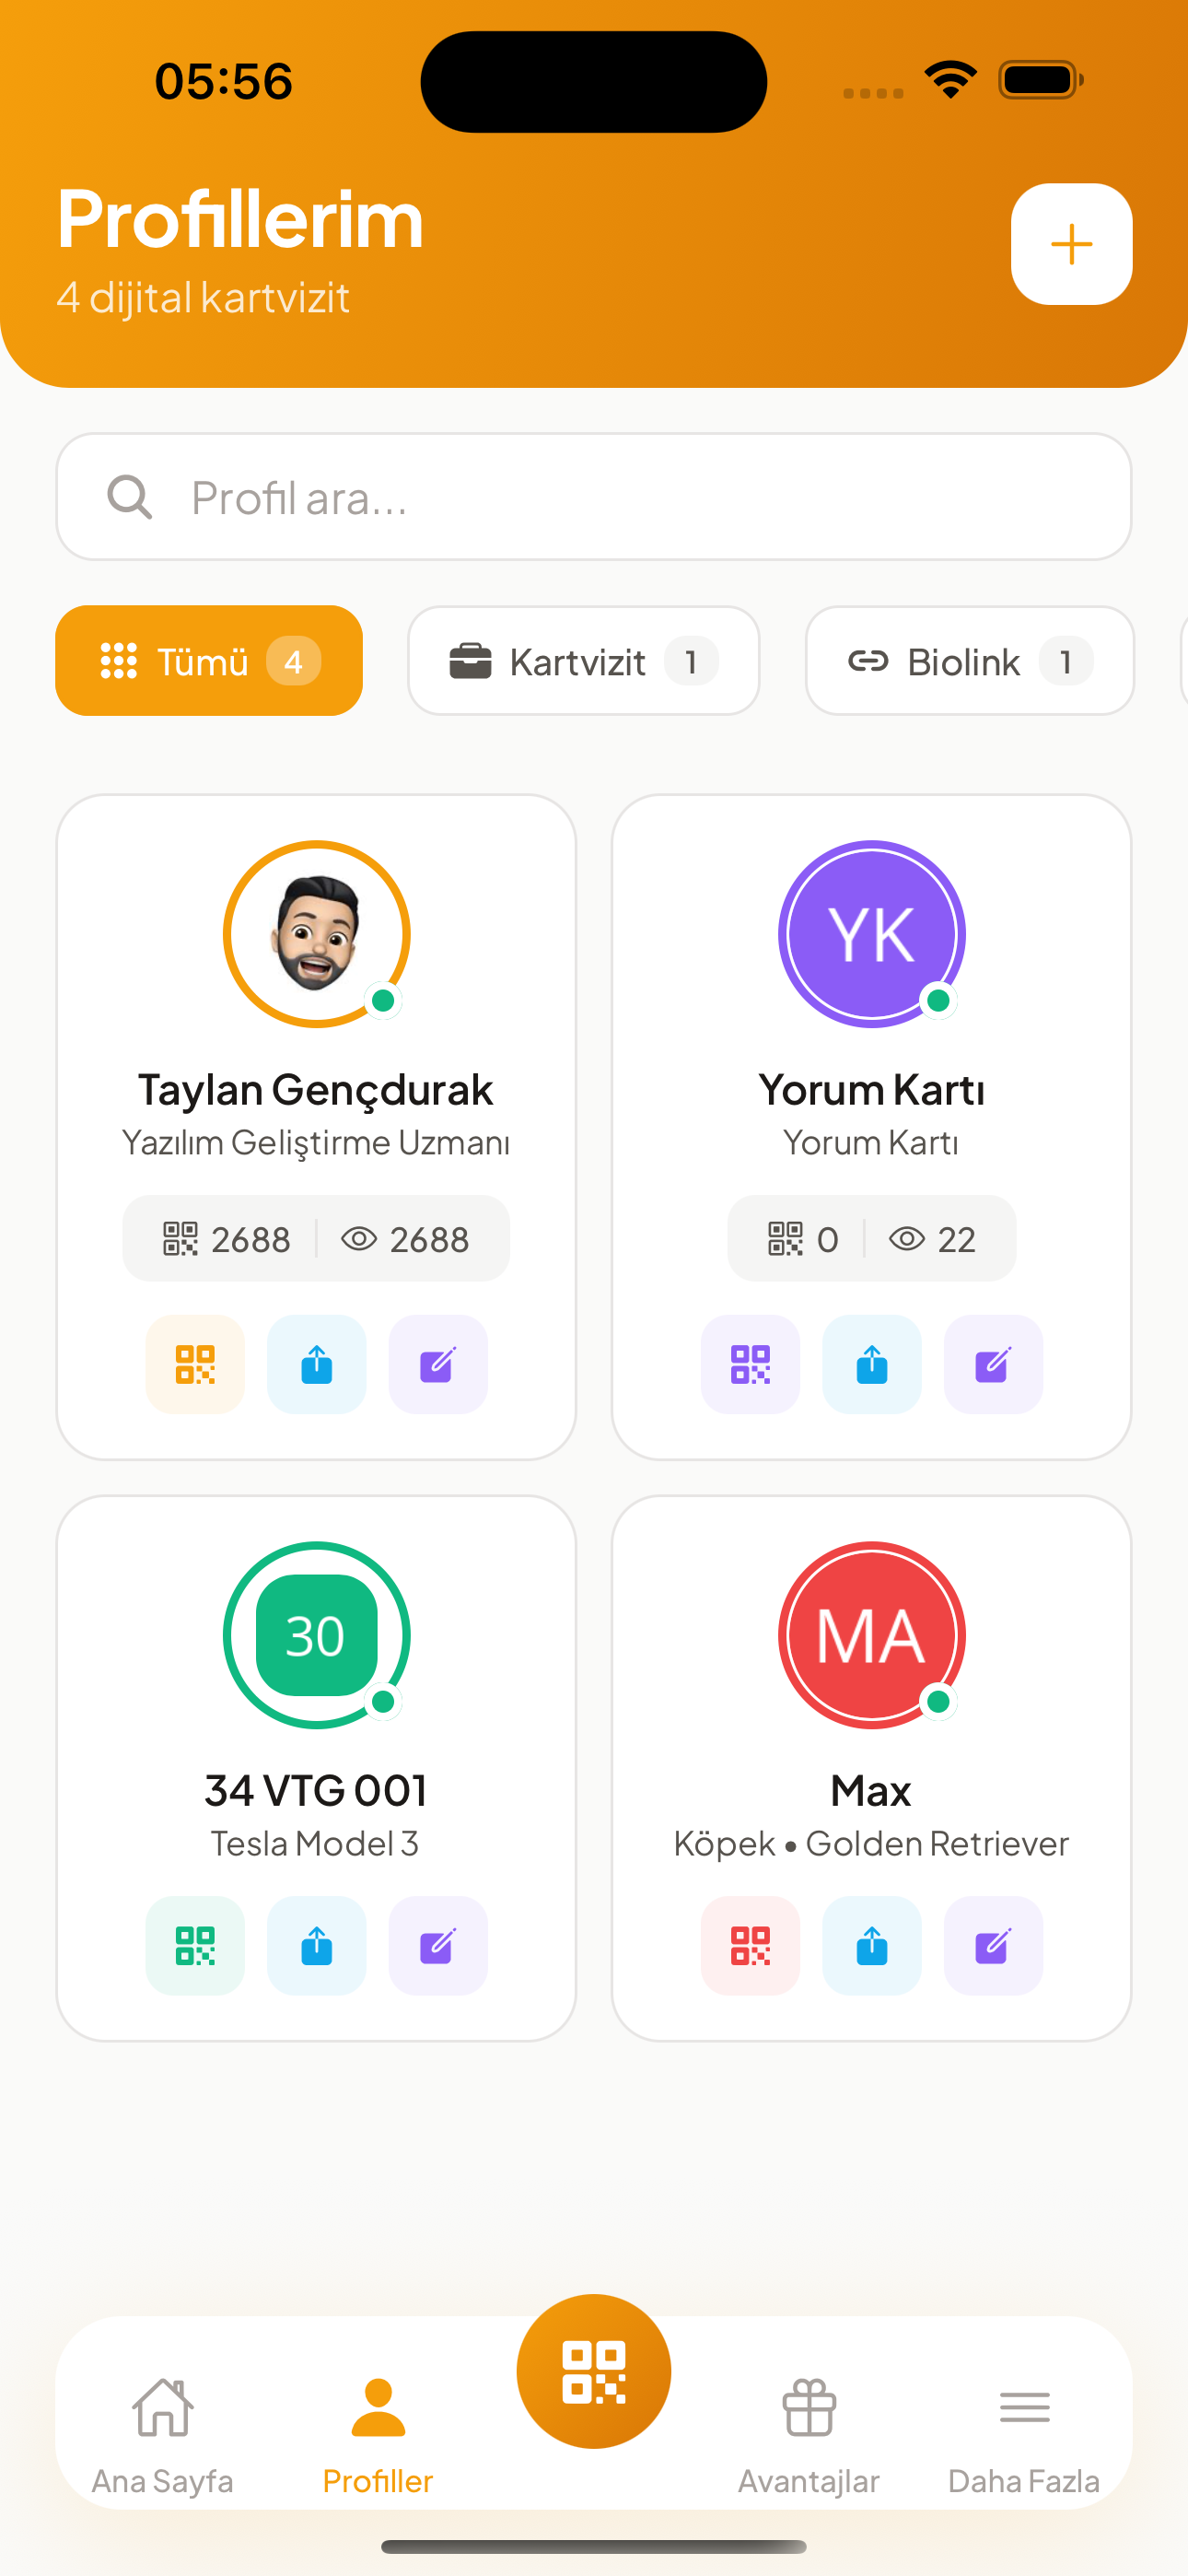 05:56
Profillerim
4 dijital kartvizit
Profil ara...
Tümü 4
Kartvizit 1
Biolink 1
YK
Taylan Gençdurak
Yazılım Geliştirme Uzmanı
2688 2688
Yorum Kartı
Yorum Kartı
0 22
30
34 VTG 001
Tesla Model 3
MA
Max
Köpek • Golden Retriever
Ana Sayfa
Profiller
Avantajlar
Daha Fazla